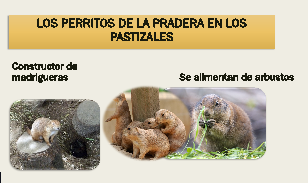 LOS PERRITOS DE LA PRADERA EN LOS
PASTIZALES
Constructor de
madrigueras
Se alimentan de arbustos